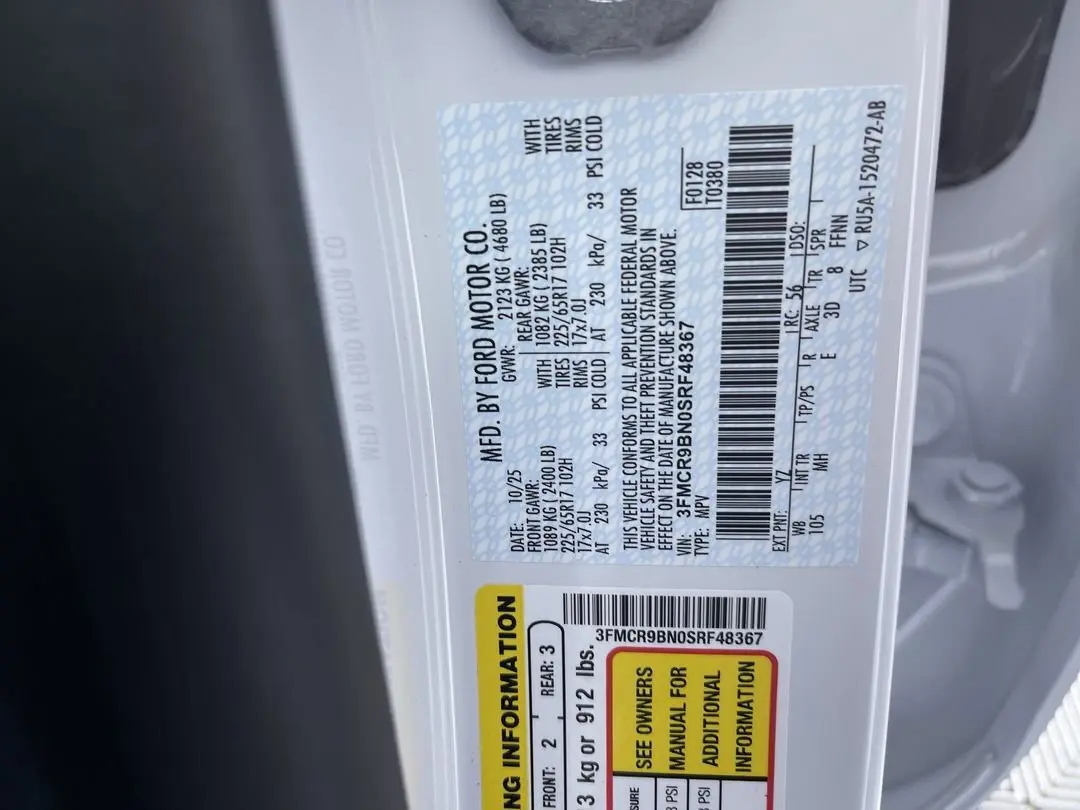 MFD. BY FORD MOTOR CO.
DATE: 10/25 GVWR: 2123 KG ( 4680 LB)
FRONT GAWR: REAR GAWR:
1089 KG ( 2400 LB) WITH 1082 KG ( 2385 LB) WITH
225/65R17 102H TIRES 225/65R17 102H TIRES
17x7.0J RIMS 17x7.0J RIMS
AT 230 kPa/ 33 PSI COLD AT 230 kPa/ 33 PSI COLD
THIS VEHICLE CONFORMS TO ALL APPLICABLE FEDERAL MOTOR
VEHICLE SAFETY AND THEFT PREVENTION STANDARDS IN
EFFECT ON THE DATE OF MANUFACTURE SHOWN ABOVE.
VIN: 3FMCR9BN0SRF48367 F0128
TYPE: MPV T0380
EXT PNT: YZ RC: 56 DSO:
WB INT TR TP/PS R AXLE TR SPR
105 MH E 3D 8 FFNN
UTC ▽ RU5A-1520472-AB
NG INFORMATION
FRONT: 2 REAR: 3
3 kg or 912 lbs.
3FMCR9BN0SRF48367
SEE OWNERS
MANUAL FOR
ADDITIONAL
INFORMATION
PSI
PSI